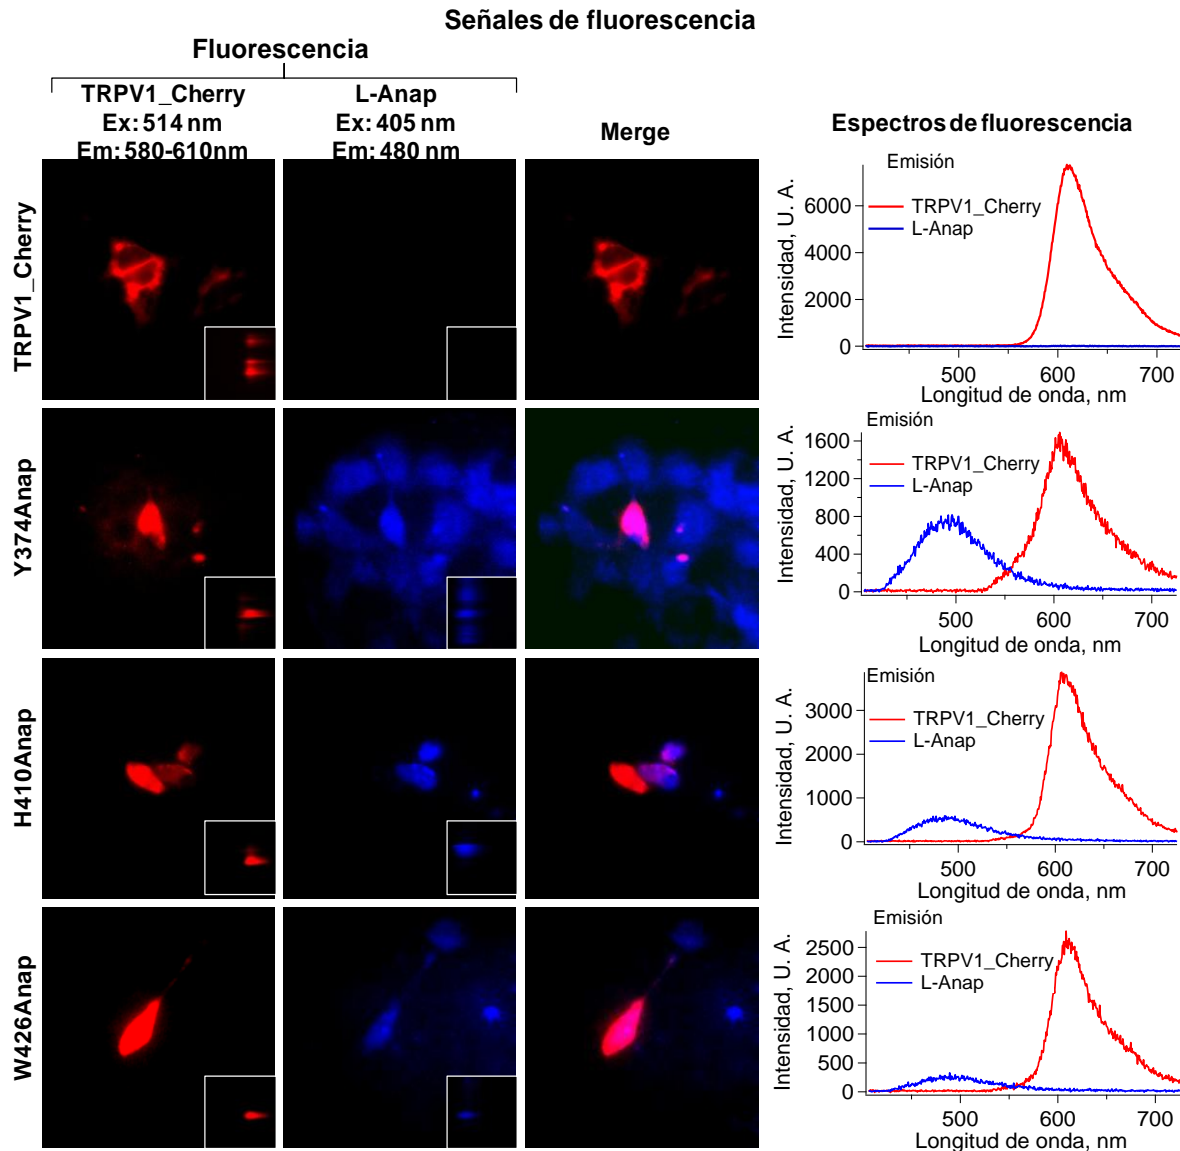 Señales de fluorescencia
Fluorescencia
TRPV1_Cherry
Ex: 514 nm
Em: 580-610nm
L-Anap
Ex: 405 nm
Em: 480 nm
Merge
Espectros de fluorescencia
TRPV1_Cherry
Intensidad, U. A.
Emisión
TRPV1_Cherry
L-Anap
6000
4000
2000
0
500 600 700
Longitud de onda, nm
Y374Anap
Intensidad, U. A.
Emisión
TRPV1_Cherry
L-Anap
1600
1200
800
400
0
500 600 700
Longitud de onda, nm
H410Anap
Intensidad, U. A.
Emisión
TRPV1_Cherry
L-Anap
3000
2000
1000
0
500 600 700
Longitud de onda, nm
W426Anap
Intensidad, U. A.
Emisión
TRPV1_Cherry
L-Anap
2500
2000
1500
1000
500
0
500 600 700
Longitud de onda, nm